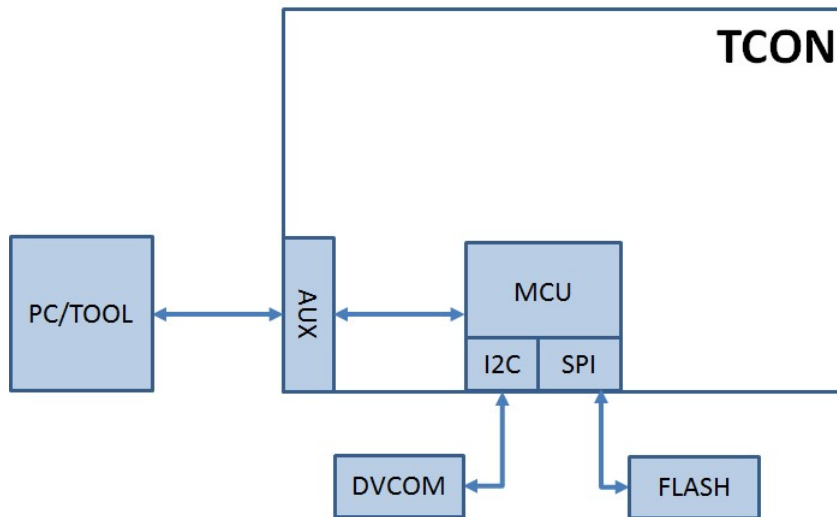 TCON
PC/TOOL
AUX
MCU
I2C
SPI
DVCOM
FLASH